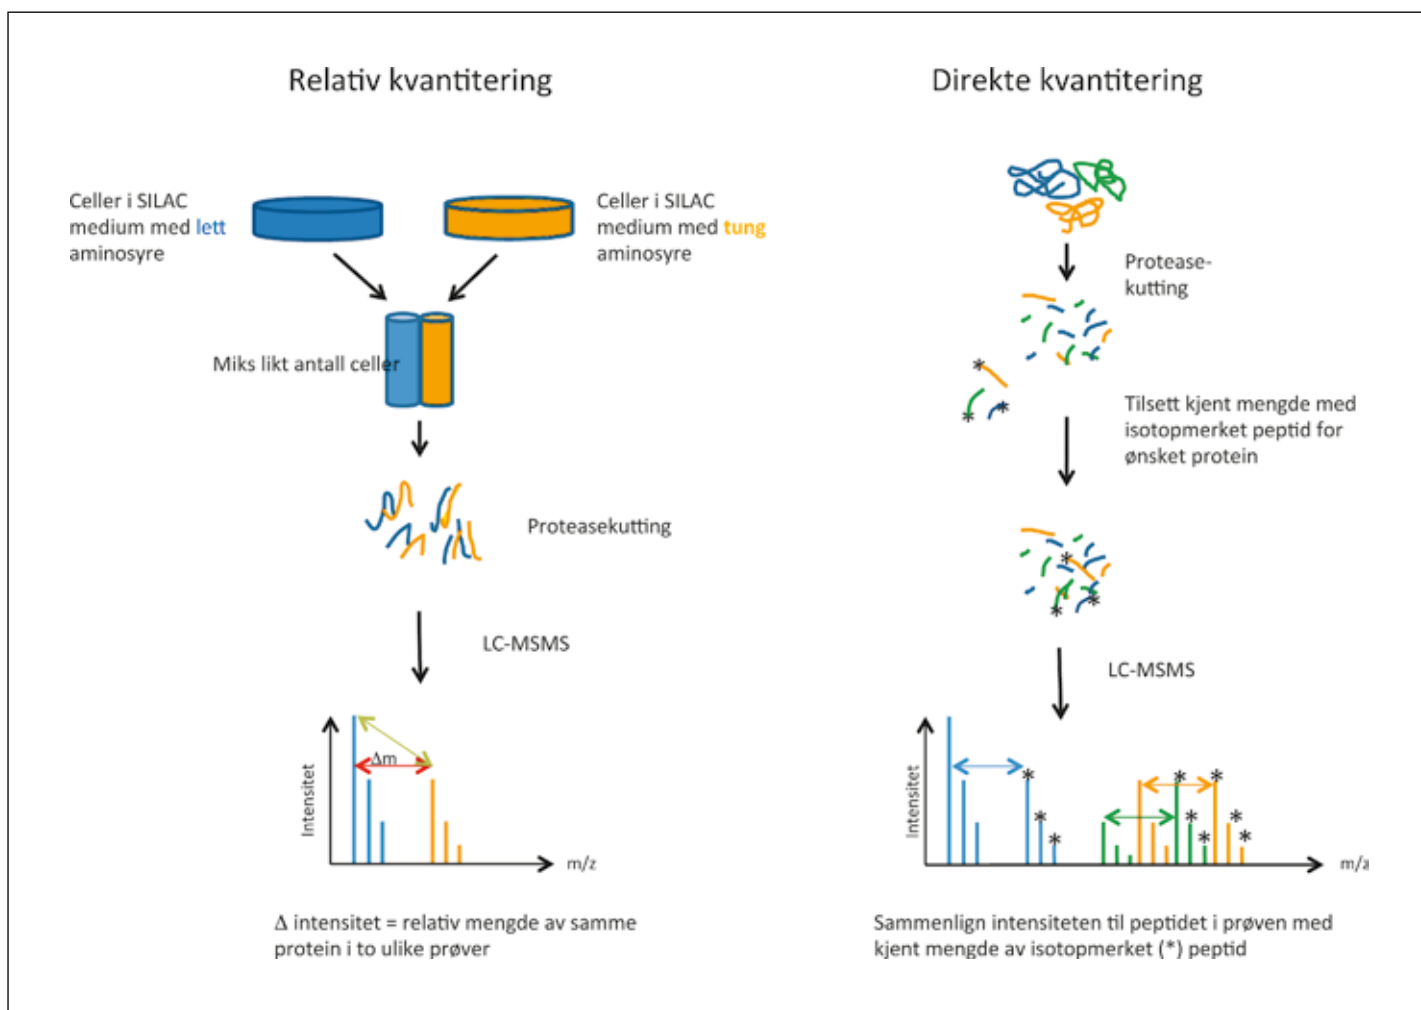 Relativ kvantitering
Celler i SILAC
medium med lett
aminosyre
Celler i SILAC
medium med tung
aminosyre
Miks likt antall celler
Proteasekutting
LC-MSMS
Δm
Intensitet
m/z
Δ intensitet = relativ mengde av samme
protein i to ulike prøver
Direkte kvantitering
Protease-
kutting
*
*
*
Tilsett kjent mengde med
isotopmerket peptid for
ønsket protein
*
*
*
LC-MSMS
Intensitet
*
*
*
*
*
*
*
*
*
m/z
Sammenlign intensiteten til peptidet i prøven med
kjent mengde av isotopmerket (*) peptid